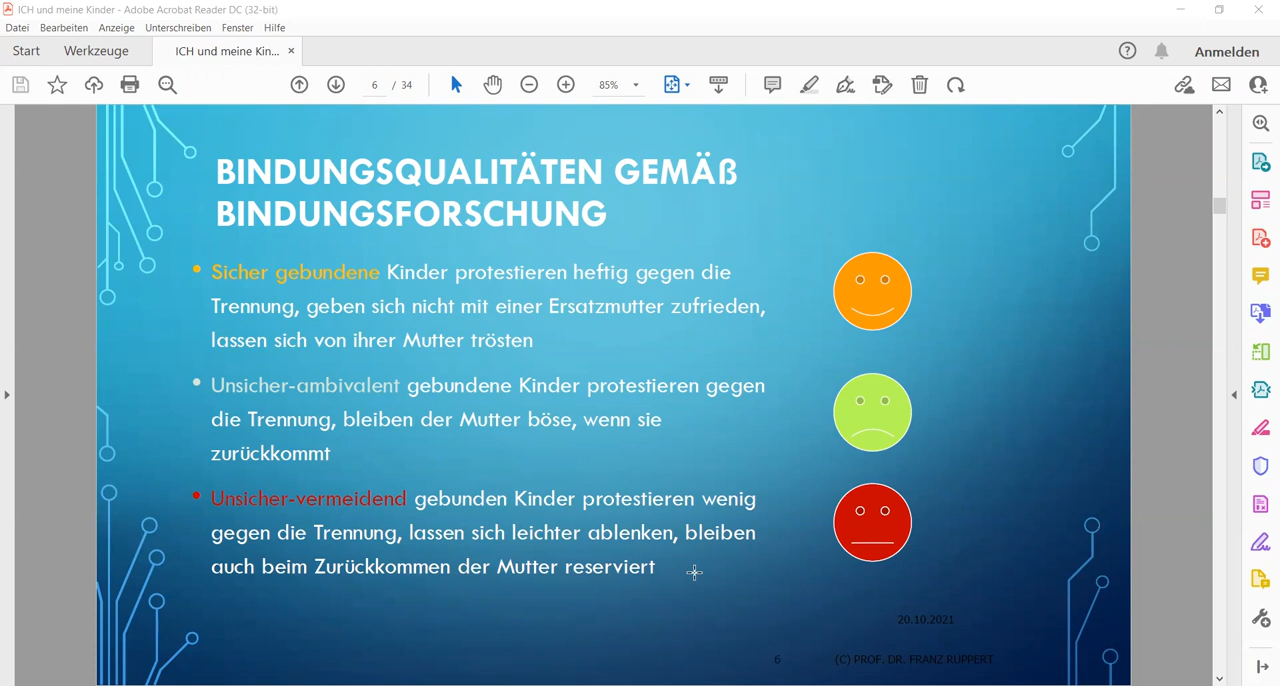 ICH und meine Kinder - Adobe Acrobat Reader DC (32-bit)
Datei Bearbeiten Anzeige Unterschreiben Fenster Hilfe
Start Werkzeuge ICH und meine Kin... × Anmelden
6 / 34 85%
BINDUNGSQUALITÄTEN GEMÄß
BINDUNGSFORSCHUNG
• Sicher gebundene Kinder protestieren heftig gegen die
Trennung, geben sich nicht mit einer Ersatzmutter zufrieden,
lassen sich von ihrer Mutter trösten
• Unsicher-ambivalent gebundene Kinder protestieren gegen
die Trennung, bleiben der Mutter böse, wenn sie
zurückkommt
• Unsicher-vermeidend gebunden Kinder protestieren wenig
gegen die Trennung, lassen sich leichter ablenken, bleiben
auch beim Zurückkommen der Mutter reserviert
20.10.2021
6 (C) PROF. DR. FRANZ RUPPERT